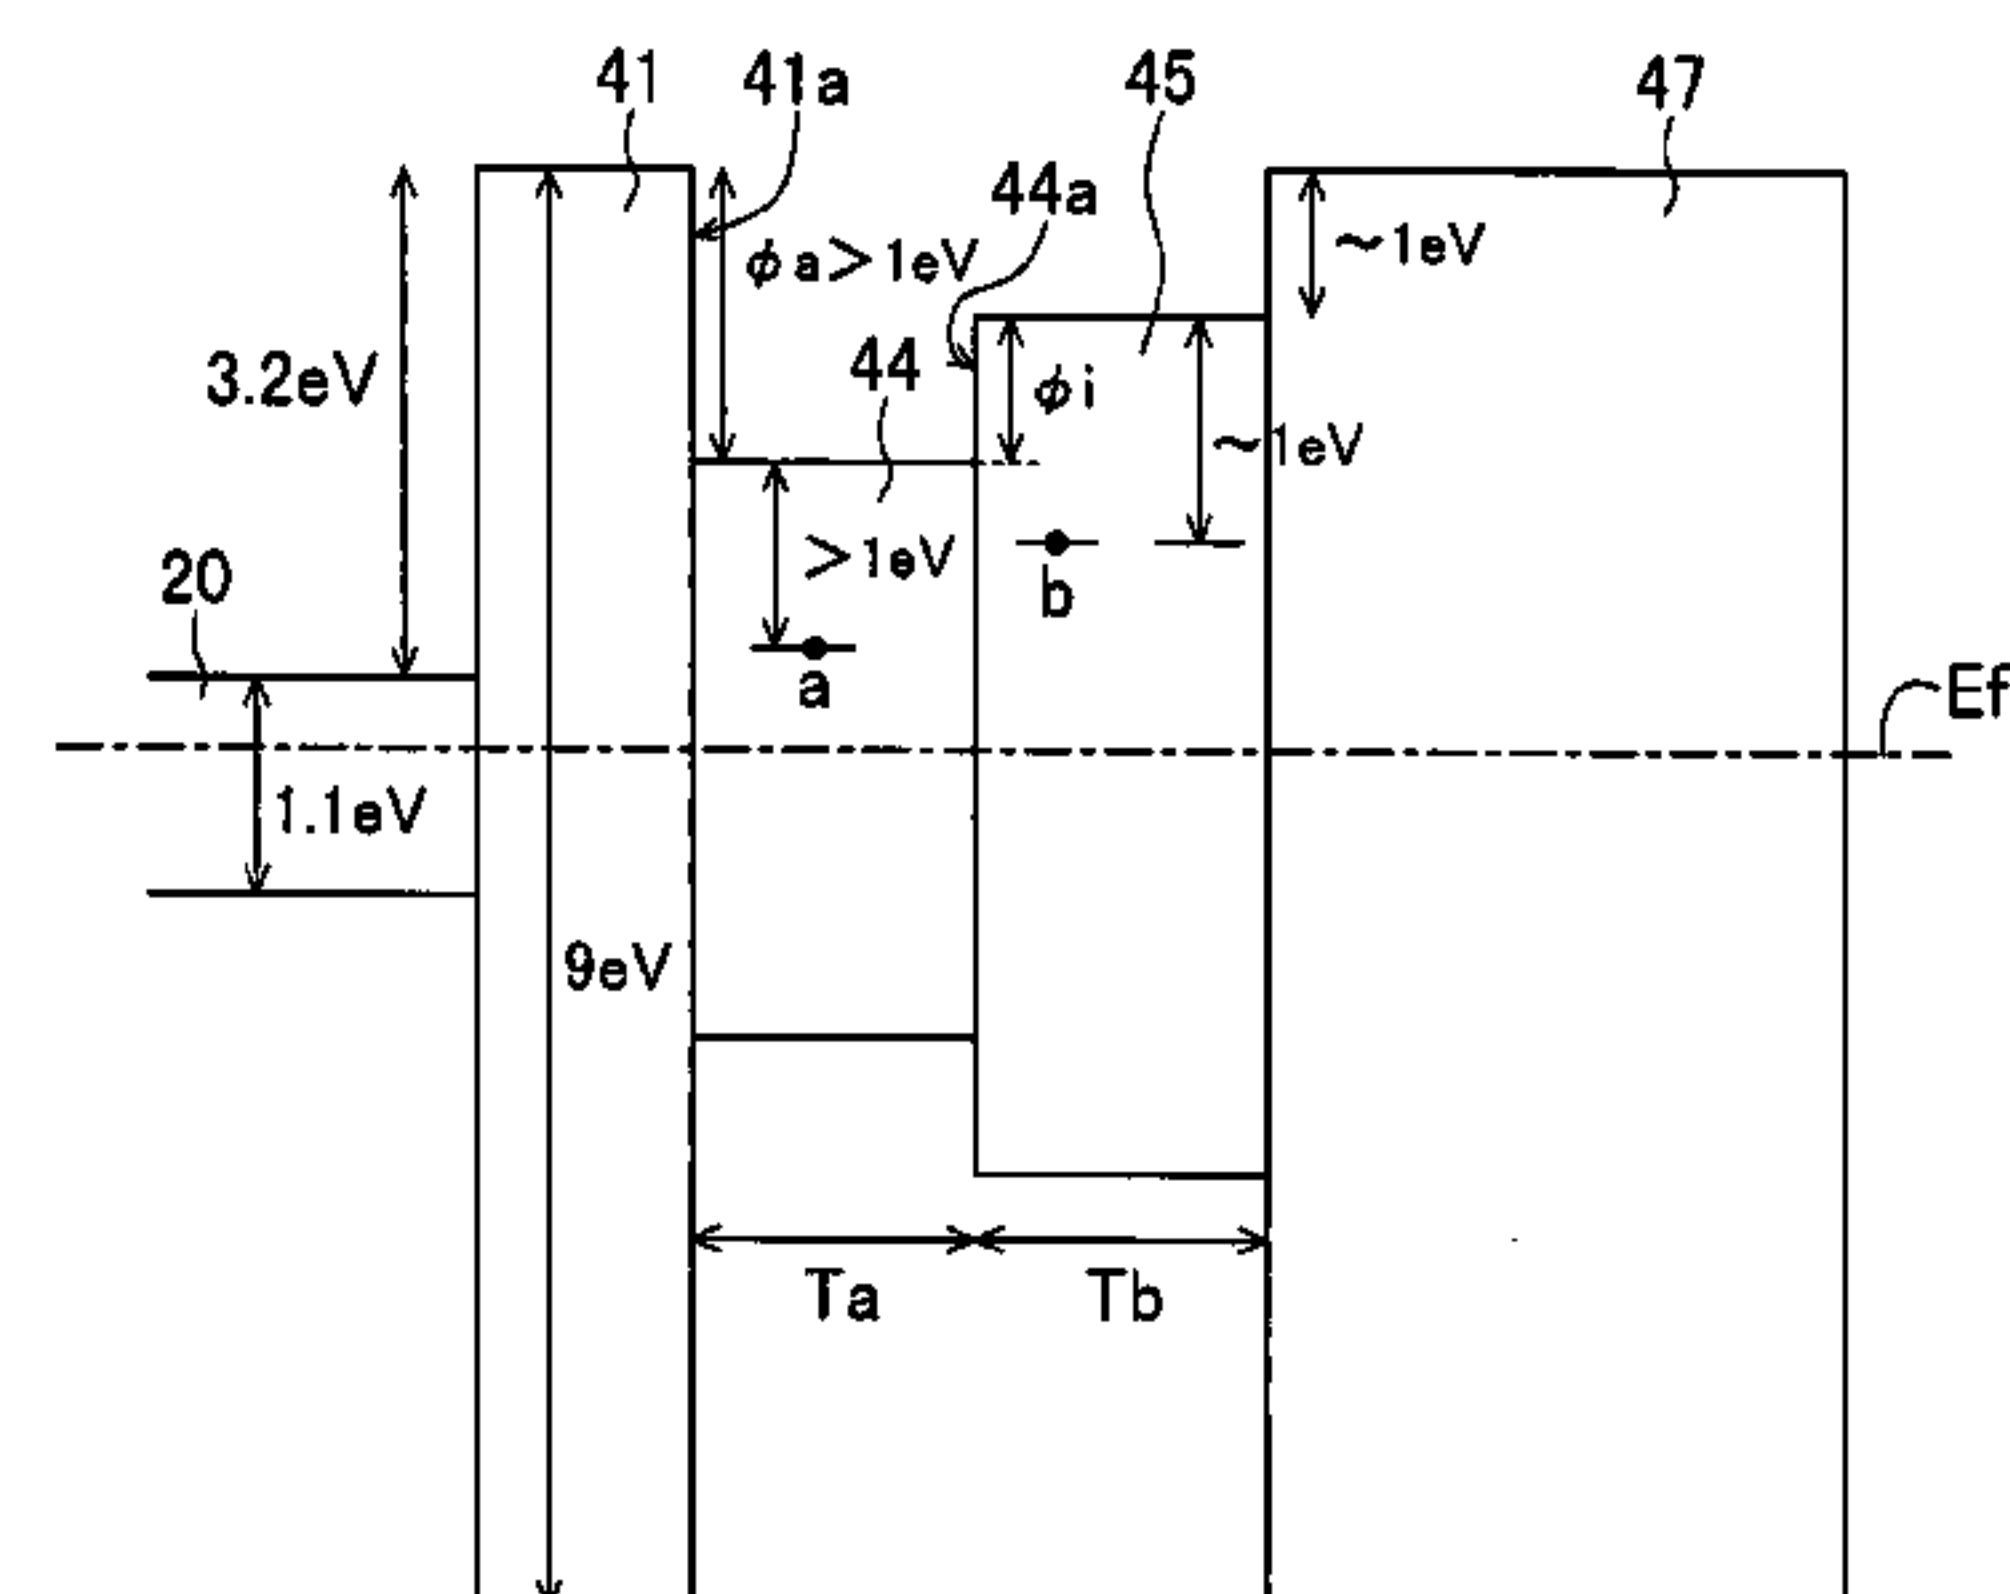 41
41a
45
47
44a
ϕa>1eV
~1eV
3.2eV
44
ϕi
~1eV
20
>1eV
b
a
Ef
1.1eV
9eV
Ta
Tb